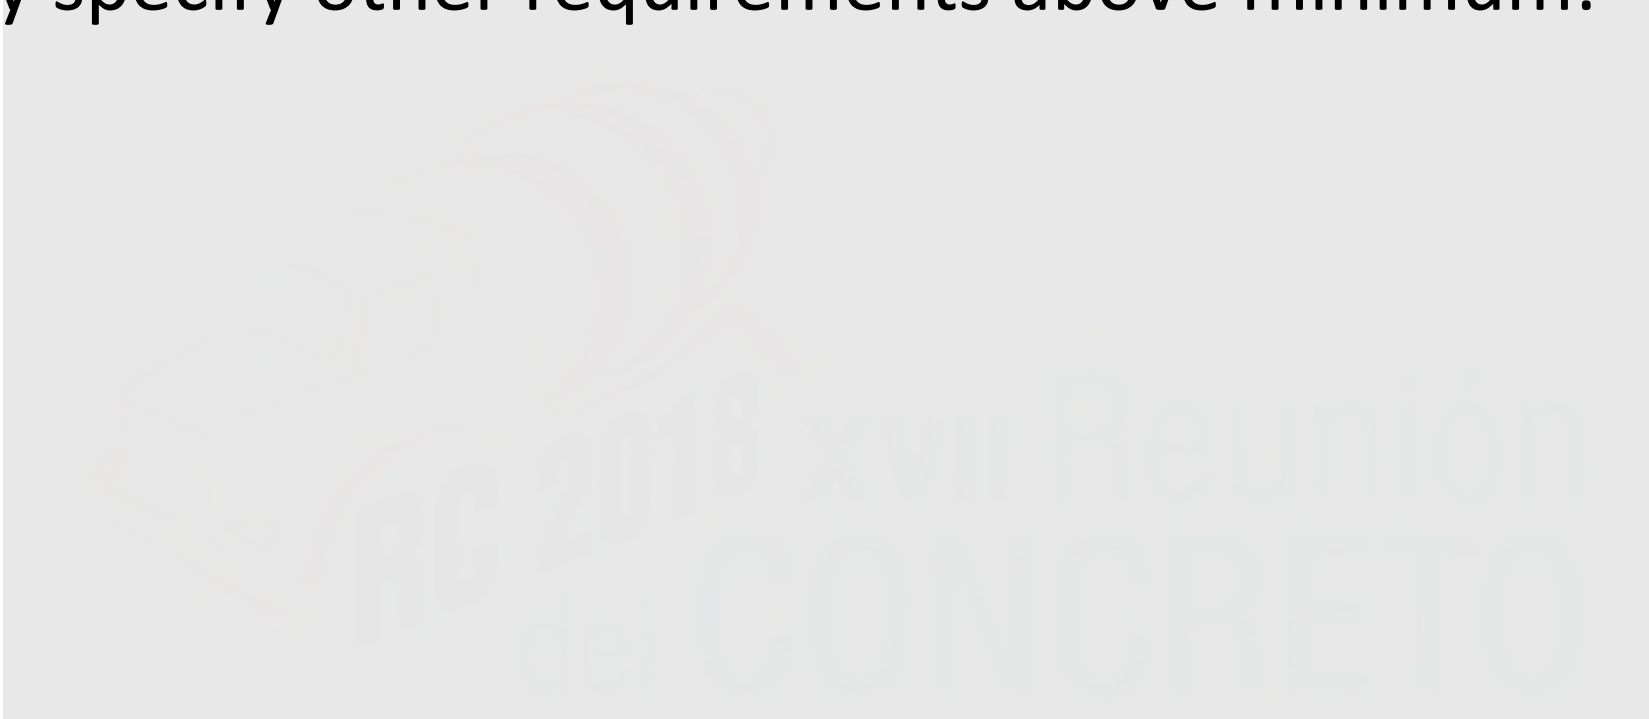 y specify other requirements above minimum.
RC 2018 XVII Reunión
del CONCRETO